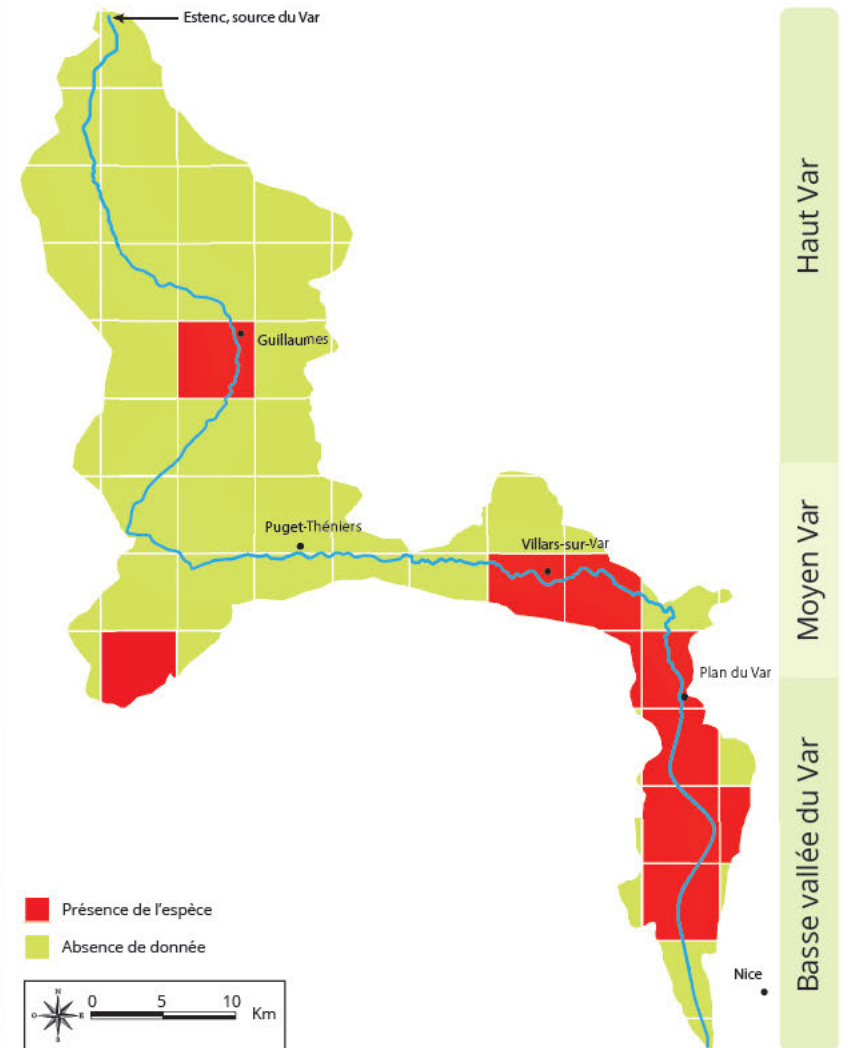 Estenc, source du Var
Haut Var
Guillaumes
Puget-Théniers
Villars-sur-Var
Moyen Var
Plan du Var
Basse vallée du Var
Présence de l'espèce
Absence de donnée
Nice
N
O
E
S
0 5 10 Km